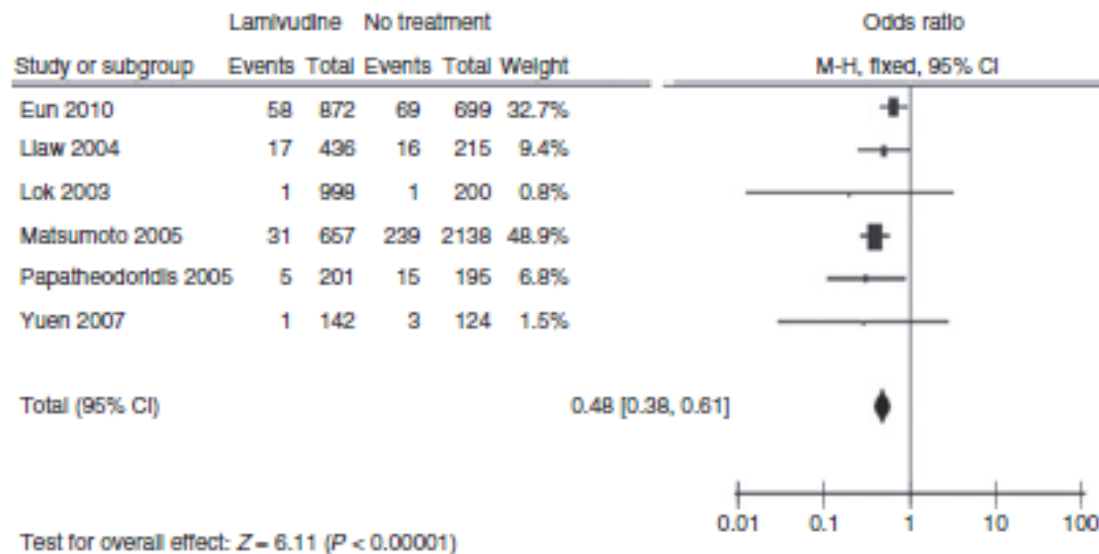 Lamivudine No treatment Odds ratio
Study or subgroup Events Total Events Total Weight M-H, fixed, 95% CI
Eun 2010 58 872 69 699 32.7%
Liaw 2004 17 436 16 215 9.4%
Lok 2003 1 998 1 200 0.8%
Matsumoto 2005 31 657 239 2138 48.9%
Papatheodoridis 2005 5 201 15 195 6.8%
Yuen 2007 1 142 3 124 1.5%
Total (95% CI) 0.48 [0.38, 0.61]
0.01 0.1 1 10 100
Test for overall effect: Z = 6.11 (P < 0.00001)